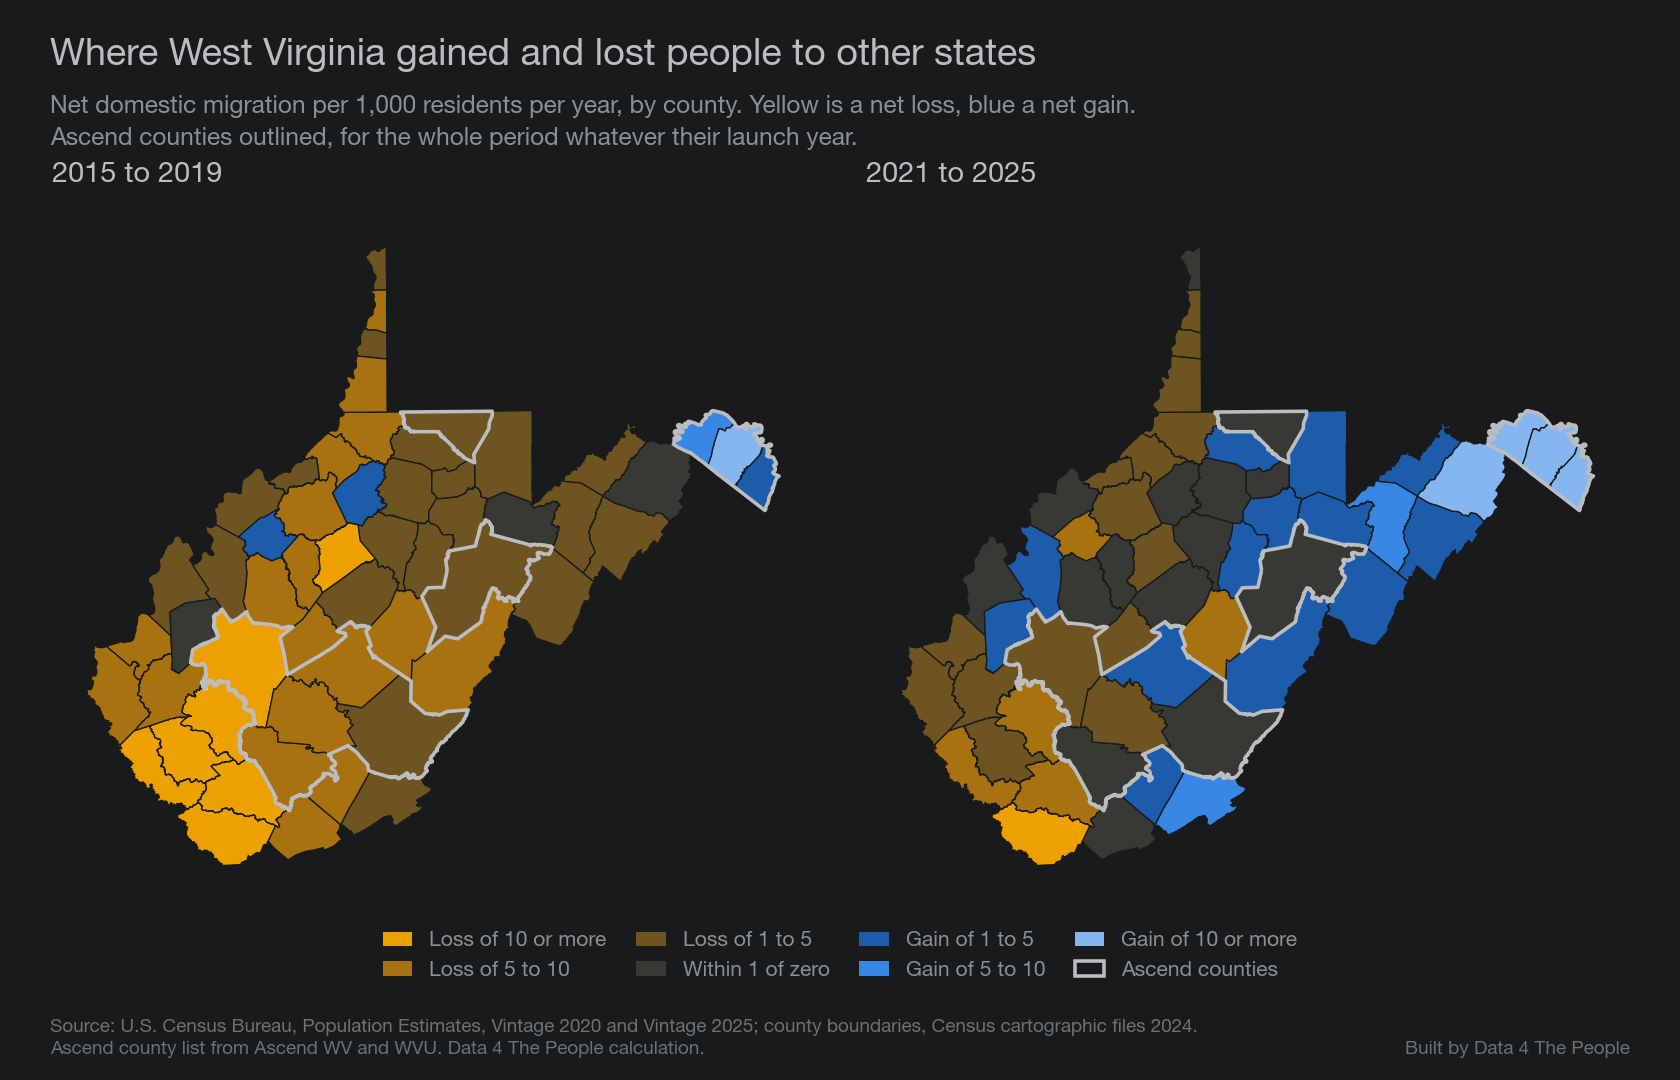 Where West Virginia gained and lost people to other states
Net domestic migration per 1,000 residents per year, by county. Yellow is a net loss, blue a net gain.
Ascend counties outlined, for the whole period whatever their launch year.
2015 to 2019
2021 to 2025
Loss of 10 or more
Loss of 1 to 5
Gain of 1 to 5
Gain of 10 or more
Loss of 5 to 10
Within 1 of zero
Gain of 5 to 10
Ascend counties
Source: U.S. Census Bureau, Population Estimates, Vintage 2020 and Vintage 2025; county boundaries, Census cartographic files 2024.
Ascend county list from Ascend WV and WVU. Data 4 The People calculation.
Built by Data 4 The People